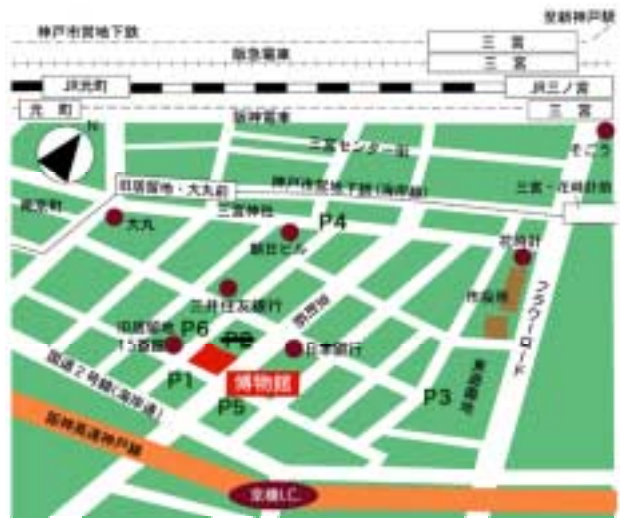 至新神戸駅
神戸市営地下鉄
三 宮
阪急電車
三 宮
JR元町
JR三ノ宮
元 町
阪神電車
三 宮
N
三宮センター街
そごう
旧居留地・大丸前
神戸市営地下鉄(海岸線)
三宮・花時計前
南京町
大丸
三宮神社
P4
朝日ビル
花時計
三井住友銀行
京町筋
市役所
フラワーロード
旧居留地
15番館
P6
日本銀行
東遊園地
P1
博物館
P5
P3
国道2号線(海岸通)
阪神高速神戸線
京橋I.C.